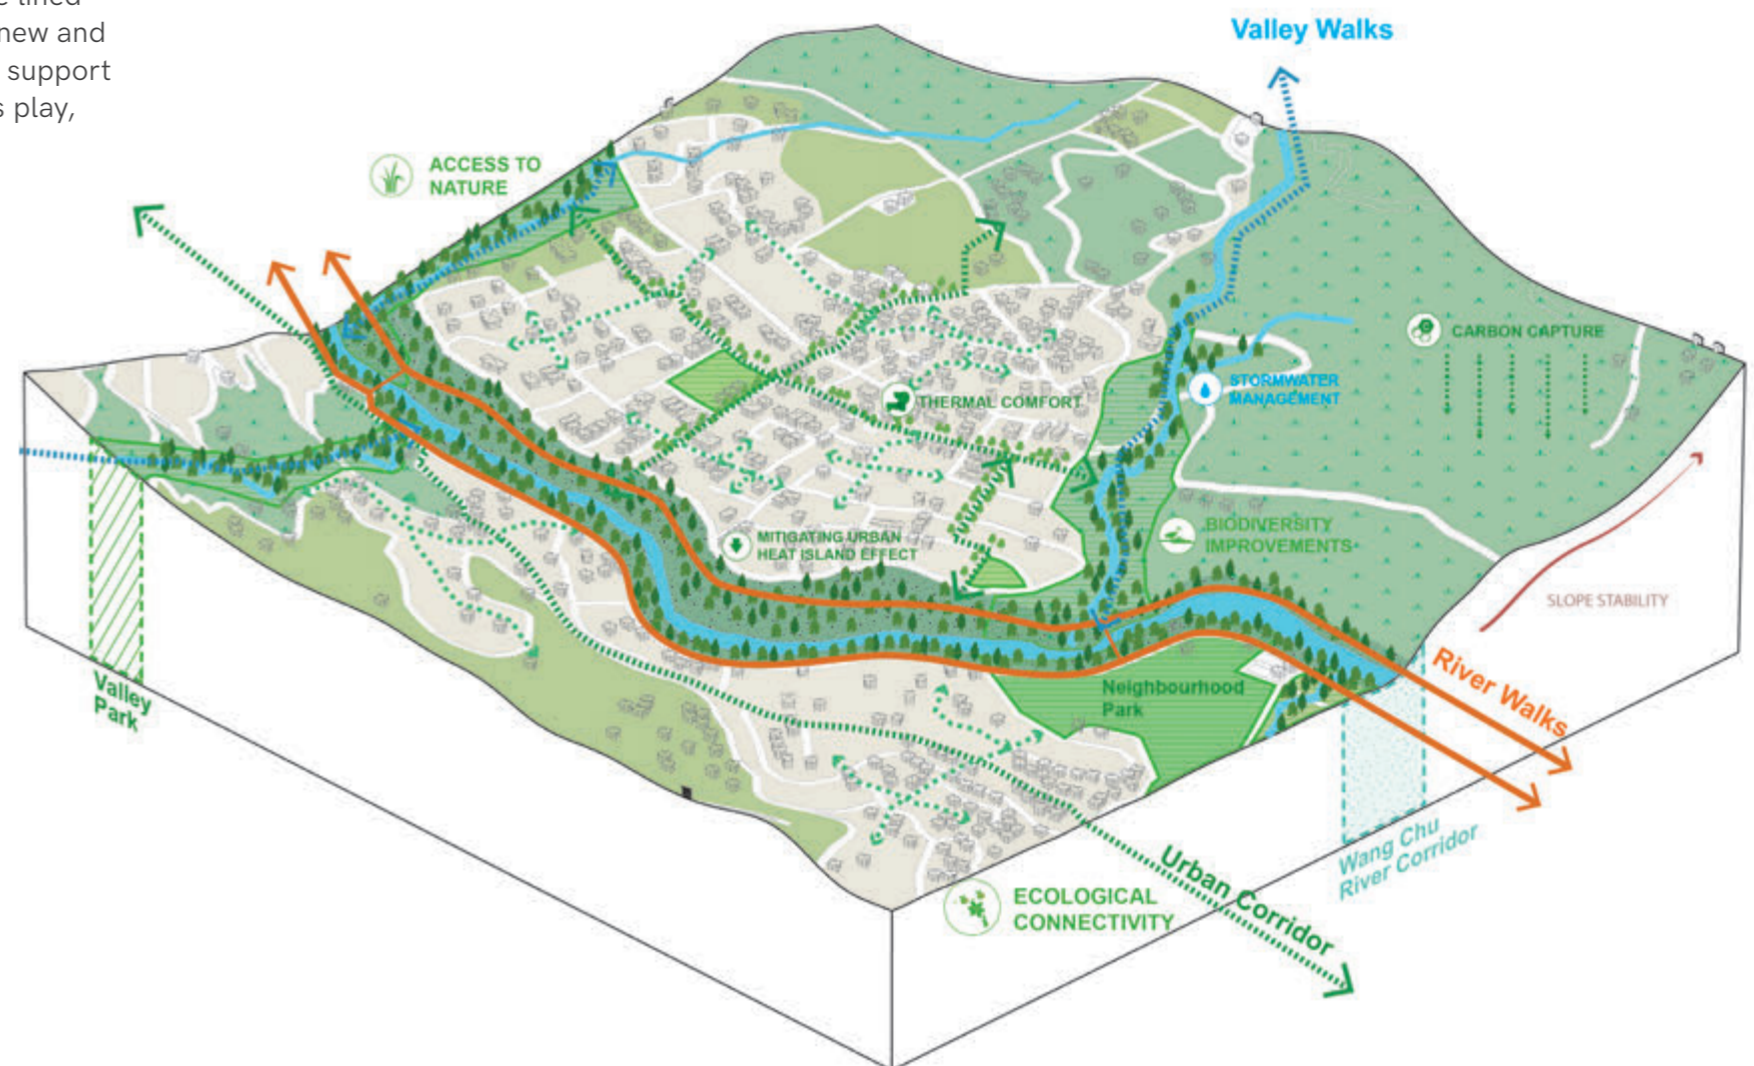 new and
support
play,
Valley Walks
ACCESS TO
NATURE
CARBON CAPTURE
STORMWATER
MANAGEMENT
THERMAL COMFORT
MITIGATING URBAN
HEAT ISLAND EFFECT
BIODIVERSITY
IMPROVEMENTS
SLOPE STABILITY
River Walks
Neighbourhood
Park
Valley
Park
Wang Chu
River Corridor
Urban Corridor
ECOLOGICAL
CONNECTIVITY